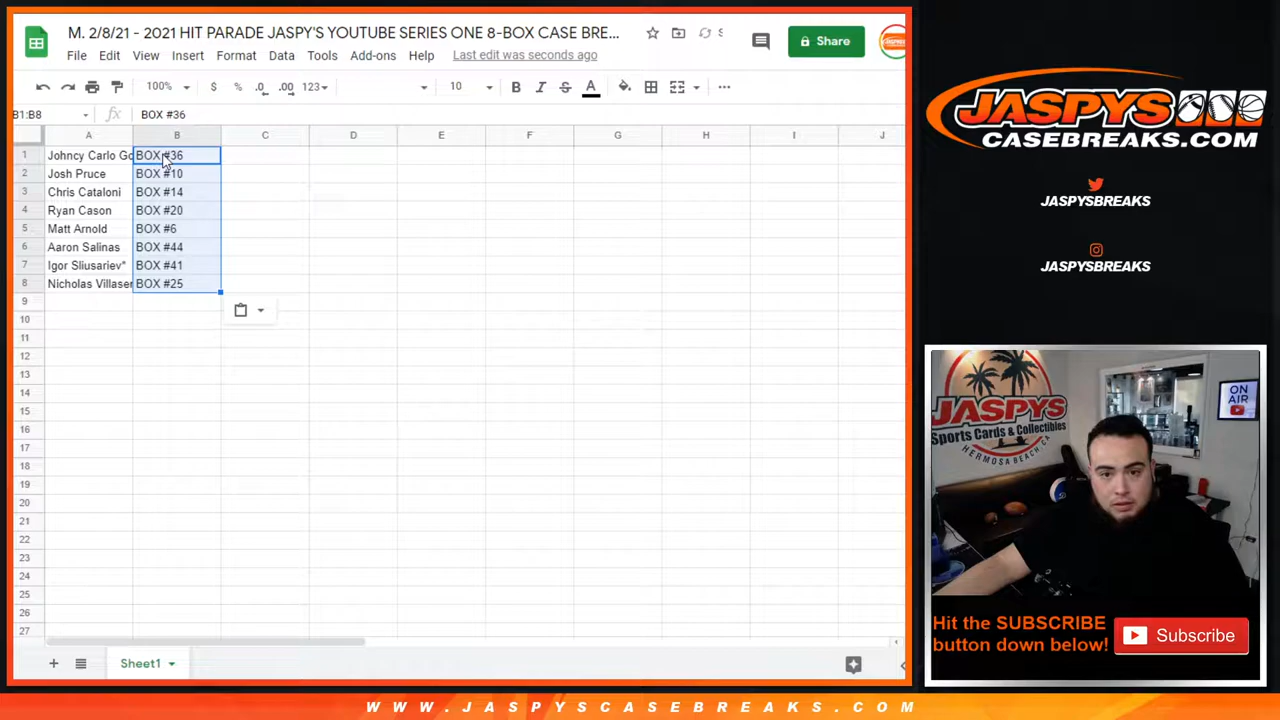 M. 2/8/21 - 2021 HIT PARADE JASPY'S YOUTUBE SERIES ONE 8-BOX CASE BRE...
Share
File Edit View Insert Format Data Tools Add-ons Help Last edit was seconds ago
100% $ % .0 .00 123 10 B I S A
B1:B8 fx BOX #36
A B C D E F G H I J
1 Johncy Carlo Go BOX #36
2 Josh Pruce BOX #10
3 Chris Cataloni BOX #14
4 Ryan Cason BOX #20
5 Matt Arnold BOX #6
6 Aaron Salinas BOX #44
7 Igor Sliusariev* BOX #41
8 Nicholas Villaser BOX #25
9
10
11
12
13
14
15
16
17
18
19
20
21
22
23
24
25
26
27
Sheet1
JASPYS
CASEBREAKS.COM
JASPYSBREAKS
JASPYSBREAKS
JASPYS
Sports Cards & Collectibles
HERMOSA BEACH, CA
ON
AIR
Hit the SUBSCRIBE
button down below!
Subscribe
WWW.JASPYSCASEBREAKS.COM